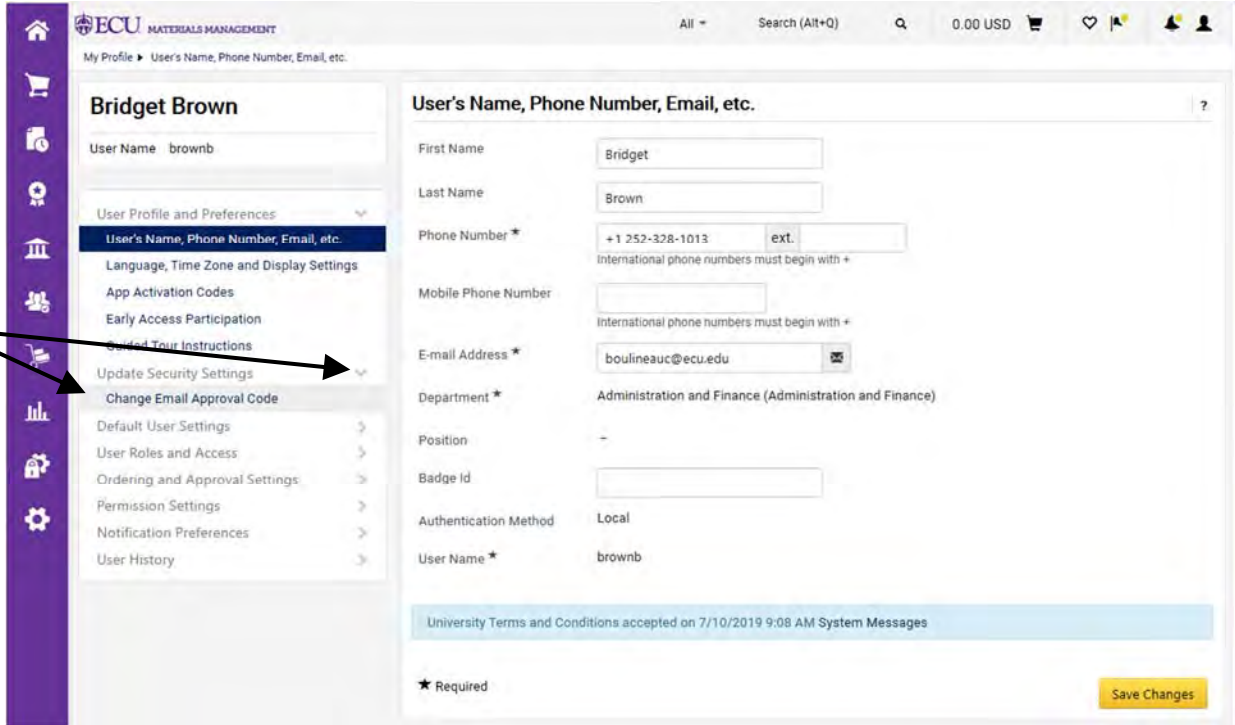 ECU MATERIALS MANAGEMENT
All
Search (Alt+Q)
0.00 USD
My Profile ▸ User's Name, Phone Number, Email, etc.
Bridget Brown
User Name brownb
User Profile and Preferences
User's Name, Phone Number, Email, etc.
Language, Time Zone and Display Settings
App Activation Codes
Early Access Participation
Guided Tour Instructions
Update Security Settings
Change Email Approval Code
Default User Settings
User Roles and Access
Ordering and Approval Settings
Permission Settings
Notification Preferences
User History
User's Name, Phone Number, Email, etc.
?
First Name Bridget
Last Name Brown
Phone Number ★ +1 252-328-1013 ext.
International phone numbers must begin with +
Mobile Phone Number
International phone numbers must begin with +
E-mail Address ★ boulineauc@ecu.edu
Department ★ Administration and Finance (Administration and Finance)
Position –
Badge Id
Authentication Method Local
User Name ★ brownb
University Terms and Conditions accepted on 7/10/2019 9:08 AM System Messages
★ Required
Save Changes